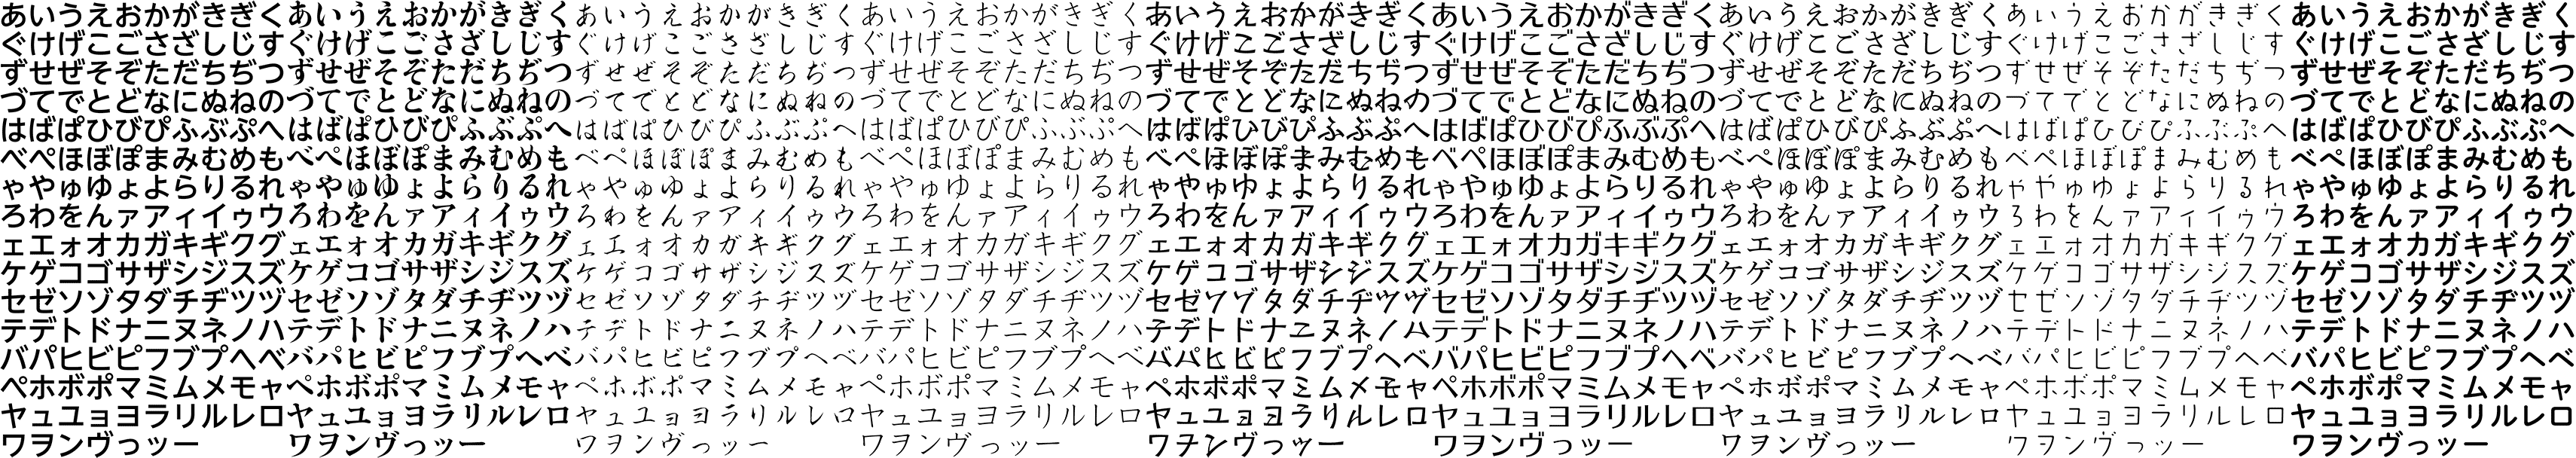 あいうえおかがきぎくあいうえおかがきぎくあいうえおかがきぎくあいうえおかがきぎくあいうえおかがきぎくあいうえおかがきぎくあいうえおかがきぎくあいうえおかがきぎくあいうえおかがきぎく
ぐけげこごさざしじすぐけげこごさざしじすぐけげこごさざしじすぐけげこごさざしじすぐけげこごさざしじすぐけげこごさざしじすぐけげこごさざしじすぐけげこごさざしじすぐけげこごさざしじす
ずせぜそぞただちぢつずせぜそぞただちぢつずせぜそぞただちぢつずせぜそぞただちぢつずせぜそぞただちぢつずせぜそぞただちぢつずせぜそぞただちぢつずせぜそぞただちぢつずせぜそぞただちぢつ
づてでとどなにぬねのづてでとどなにぬねのづてでとどなにぬねのづてでとどなにぬねのづてでとどなにぬねのづてでとどなにぬねのづてでとどなにぬねのづてでとどなにぬねのづてでとどなにぬねの
はばぱひびぴふぶぷへはばぱひびぴふぶぷへはばぱひびぴふぶぷへはばぱひびぴふぶぷへはばぱひびぴふぶぷへはばぱひびぴふぶぷへはばぱひびぴふぶぷへはばぱひびぴふぶぷへはばぱひびぴふぶぷへ
べぺほぼぽまみむめもべぺほぼぽまみむめもべぺほぼぽまみむめもべぺほぼぽまみむめもべぺほぼぽまみむめもべぺほぼぽまみむめもべぺほぼぽまみむめもべぺほぼぽまみむめもべぺほぼぽまみむめも
ゃやゅゆょよらりるれゃやゅゆょよらりるれゃやゅゆょよらりるれゃやゅゆょよらりるれゃやゅゆょよらりるれゃやゅゆょよらりるれゃやゅゆょよらりるれゃやゅゆょよらりるれゃやゅゆょよらりるれ
ろわをんァアィイゥウろわをんァアィイゥウろわをんァアィイゥウろわをんァアィイゥウろわをんァアィイゥウろわをんァアィイゥウろわをんァアィイゥウろわをんァアィイゥウろわをんァアィイゥウ
ェエォオカガキギクグェエォオカガキギクグェエォオカガキギクグェエォオカガキギクグェエォオカガキギクグェエォオカガキギクグェエォオカガキギクグェエォオカガキギクグェエォオカガキギクグ
ケゲコゴサザシジスズケゲコゴサザシジスズケゲコゴサザシジスズケゲコゴサザシジスズケゲコゴサザシジスズケゲコゴサザシジスズケゲコゴサザシジスズケゲコゴサザシジスズケゲコゴサザシジスズ
セゼソゾタダチヂツヅセゼソゾタダチヂツヅセゼソゾタダチヂツヅセゼソゾタダチヂツヅセゼソゾタダチヂツヅセゼソゾタダチヂツヅセゼソゾタダチヂツヅセゼソゾタダチヂツヅセゼソゾタダチヂツヅ
テデトドナニヌネノハテデトドナニヌネノハテデトドナニヌネノハテデトドナニヌネノハテデトドナニヌネノハテデトドナニヌネノハテデトドナニヌネノハテデトドナニヌネノハテデトドナニヌネノハ
バパヒビピフブプヘベバパヒビピフブプヘベバパヒビピフブプヘベバパヒビピフブプヘベバパヒビピフブプヘベバパヒビピフブプヘベバパヒビピフブプヘベバパヒビピフブプヘベバパヒビピフブプヘベ
ペホボポマミムメモャペホボポマミムメモャペホボポマミムメモャペホボポマミムメモャペホボポマミムメモャペホボポマミムメモャペホボポマミムメモャペホボポマミムメモャペホボポマミムメモャ
ヤュユョヨラリルレロヤュユョヨラリルレロヤュユョヨラリルレロヤュユョヨラリルレロヤュユョヨラリルレロヤュユョヨラリルレロヤュユョヨラリルレロヤュユョヨラリルレロヤュユョヨラリルレロ
ワヲンヴっッー ワヲンヴっッー ワヲンヴっッー ワヲンヴっッー ワヲンヴっッー ワヲンヴっッー ワヲンヴっッー ワヲンヴっッー ワヲンヴっッー